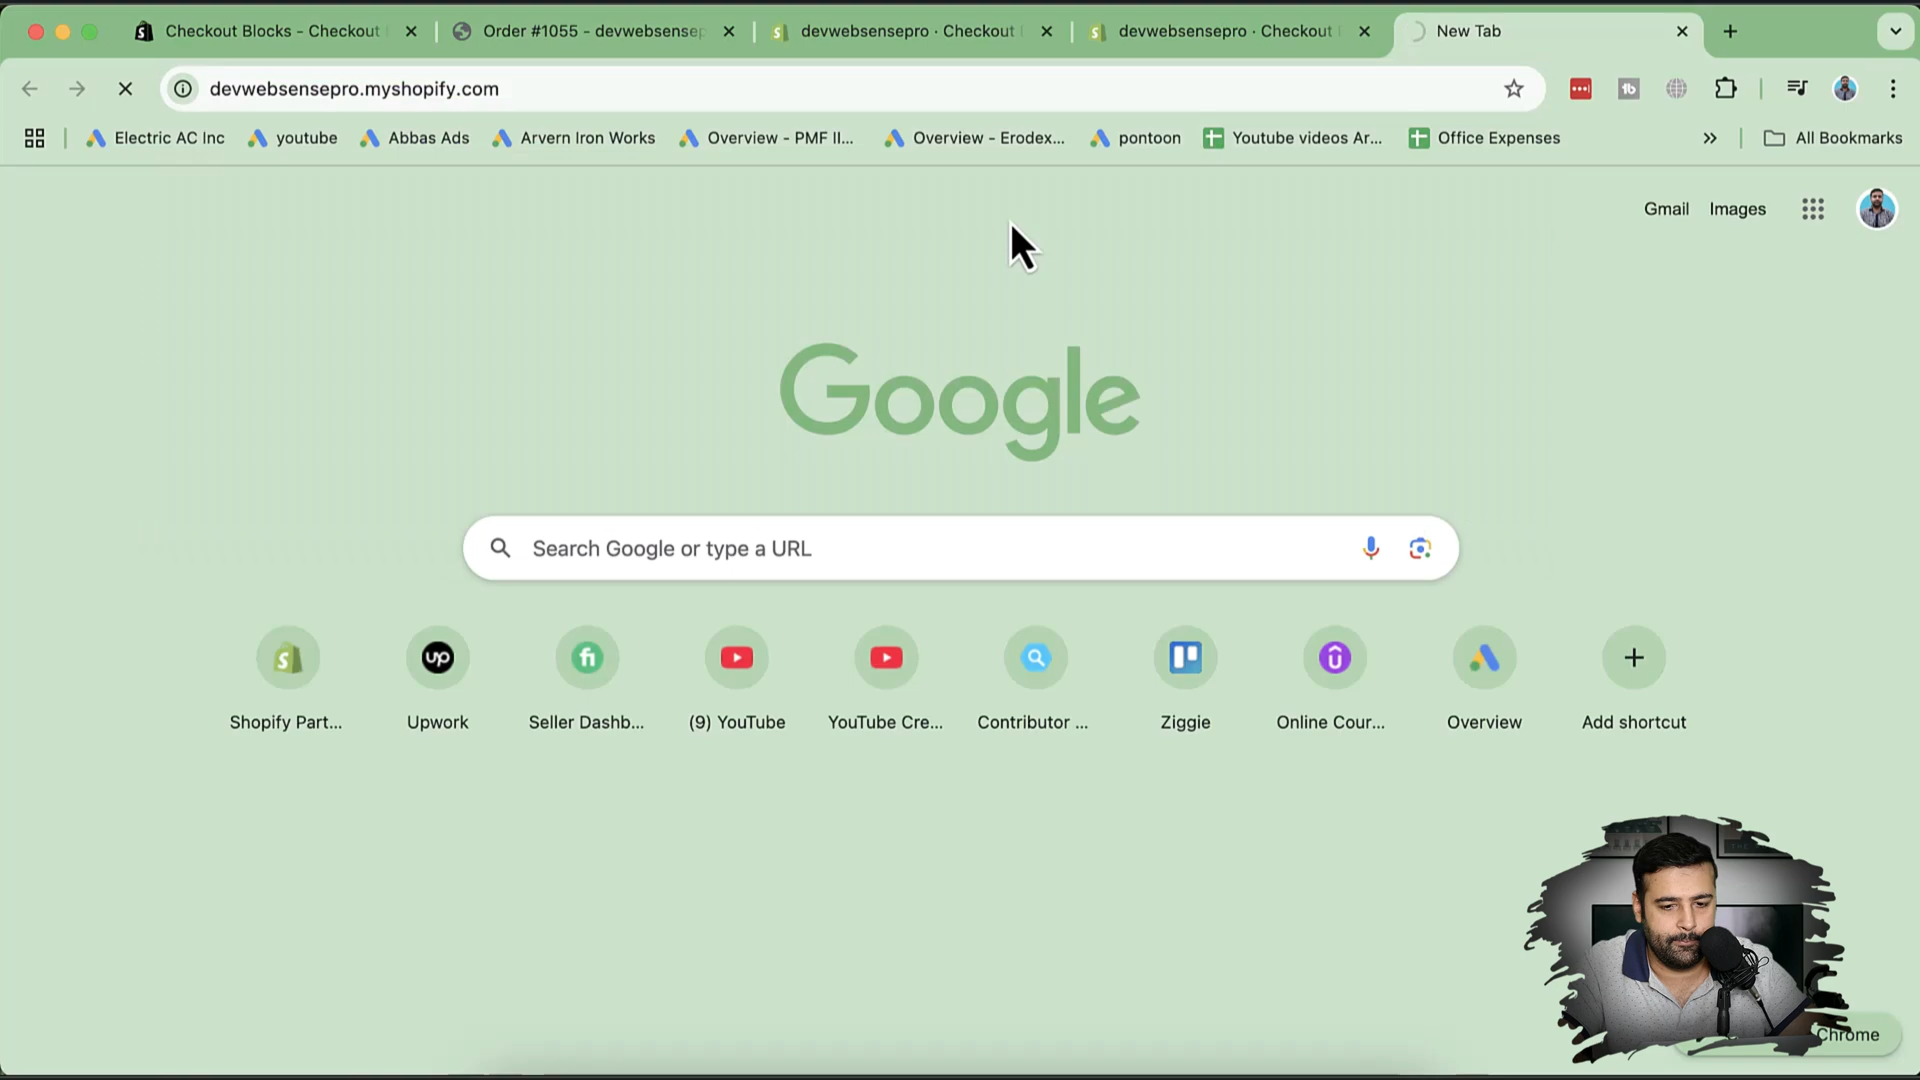 Checkout Blocks - Checkout
Order #1055 - devwebsensep
devwebsensepro · Checkout
devwebsensepro · Checkout
New Tab
devwebsensepro.myshopify.com
Electric AC Inc
youtube
Abbas Ads
Arvern Iron Works
Overview - PMF Il...
Overview - Erodex...
pontoon
Youtube videos Ar...
Office Expenses
All Bookmarks
Gmail
Images
Google
Search Google or type a URL
Shopify Part...
Upwork
Seller Dashb...
(9) YouTube
YouTube Cre...
Contributor ...
Ziggie
Online Cour...
Overview
Add shortcut
Chrome